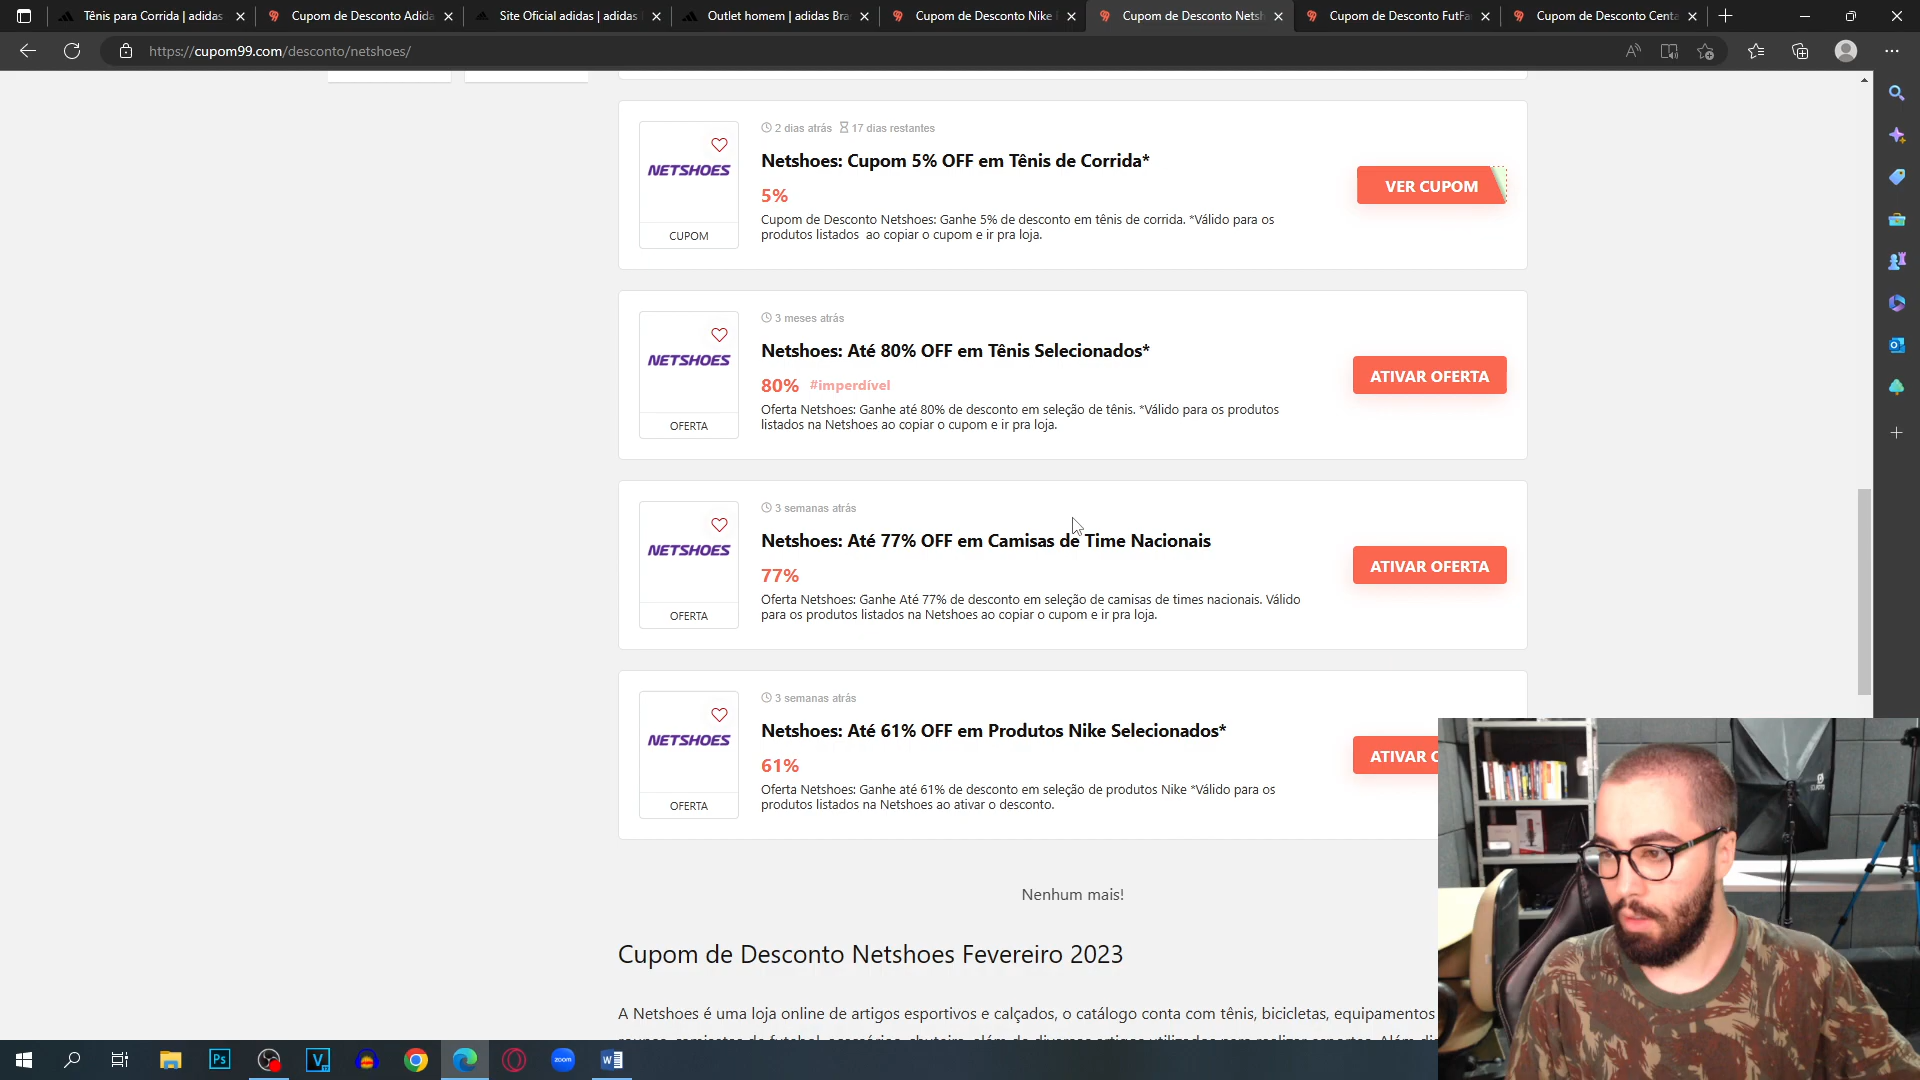 Tênis para Corrida | adidas
Cupom de Desconto Adida
Site Oficial adidas | adidas
Outlet homem | adidas Bra
Cupom de Desconto Nike
Cupom de Desconto Netsh
Cupom de Desconto FutFa
Cupom de Desconto Centa
https://cupom99.com/desconto/netshoes/
2 dias atrás 17 dias restantes
NETSHOES
CUPOM
Netshoes: Cupom 5% OFF em Tênis de Corrida*
5%
Cupom de Desconto Netshoes: Ganhe 5% de desconto em tênis de corrida. *Válido para os
produtos listados ao copiar o cupom e ir pra loja.
VER CUPOM
3 meses atrás
NETSHOES
OFERTA
Netshoes: Até 80% OFF em Tênis Selecionados*
80% #imperdível
Oferta Netshoes: Ganhe até 80% de desconto em seleção de tênis. *Válido para os produtos
listados na Netshoes ao copiar o cupom e ir pra loja.
ATIVAR OFERTA
3 semanas atrás
NETSHOES
OFERTA
Netshoes: Até 77% OFF em Camisas de Time Nacionais
77%
Oferta Netshoes: Ganhe Até 77% de desconto em seleção de camisas de times nacionais. Válido
para os produtos listados na Netshoes ao copiar o cupom e ir pra loja.
ATIVAR OFERTA
3 semanas atrás
NETSHOES
OFERTA
Netshoes: Até 61% OFF em Produtos Nike Selecionados*
61%
Oferta Netshoes: Ganhe até 61% de desconto em seleção de produtos Nike *Válido para os
produtos listados na Netshoes ao ativar o desconto.
ATIVAR
Nenhum mais!
Cupom de Desconto Netshoes Fevereiro 2023
A Netshoes é uma loja online de artigos esportivos e calçados, o catálogo conta com tênis, bicicletas, equipamentos
Ps
V
zoom